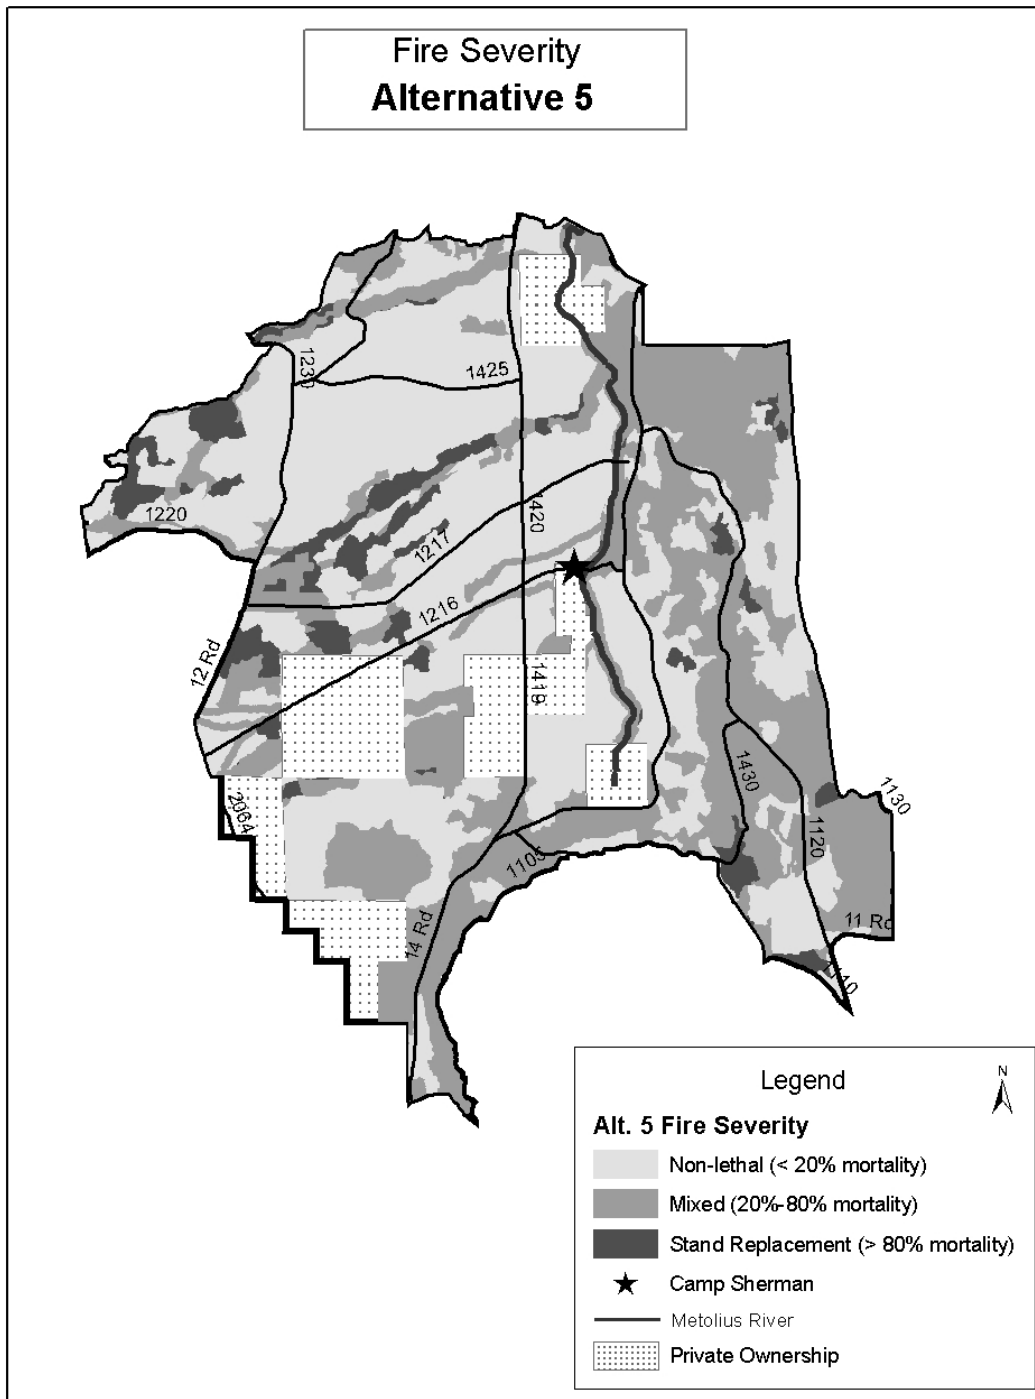 Fire Severity
Alternative 5
1230
1425
1220
1217
1420
1216
12 Rd
1419
2064
1430
1130
1120
1105
14 Rd
11 Rd
1110
Legend
N
Alt. 5 Fire Severity
Non-lethal (< 20% mortality)
Mixed (20%-80% mortality)
Stand Replacement (> 80% mortality)
Camp Sherman
Metolius River
Private Ownership